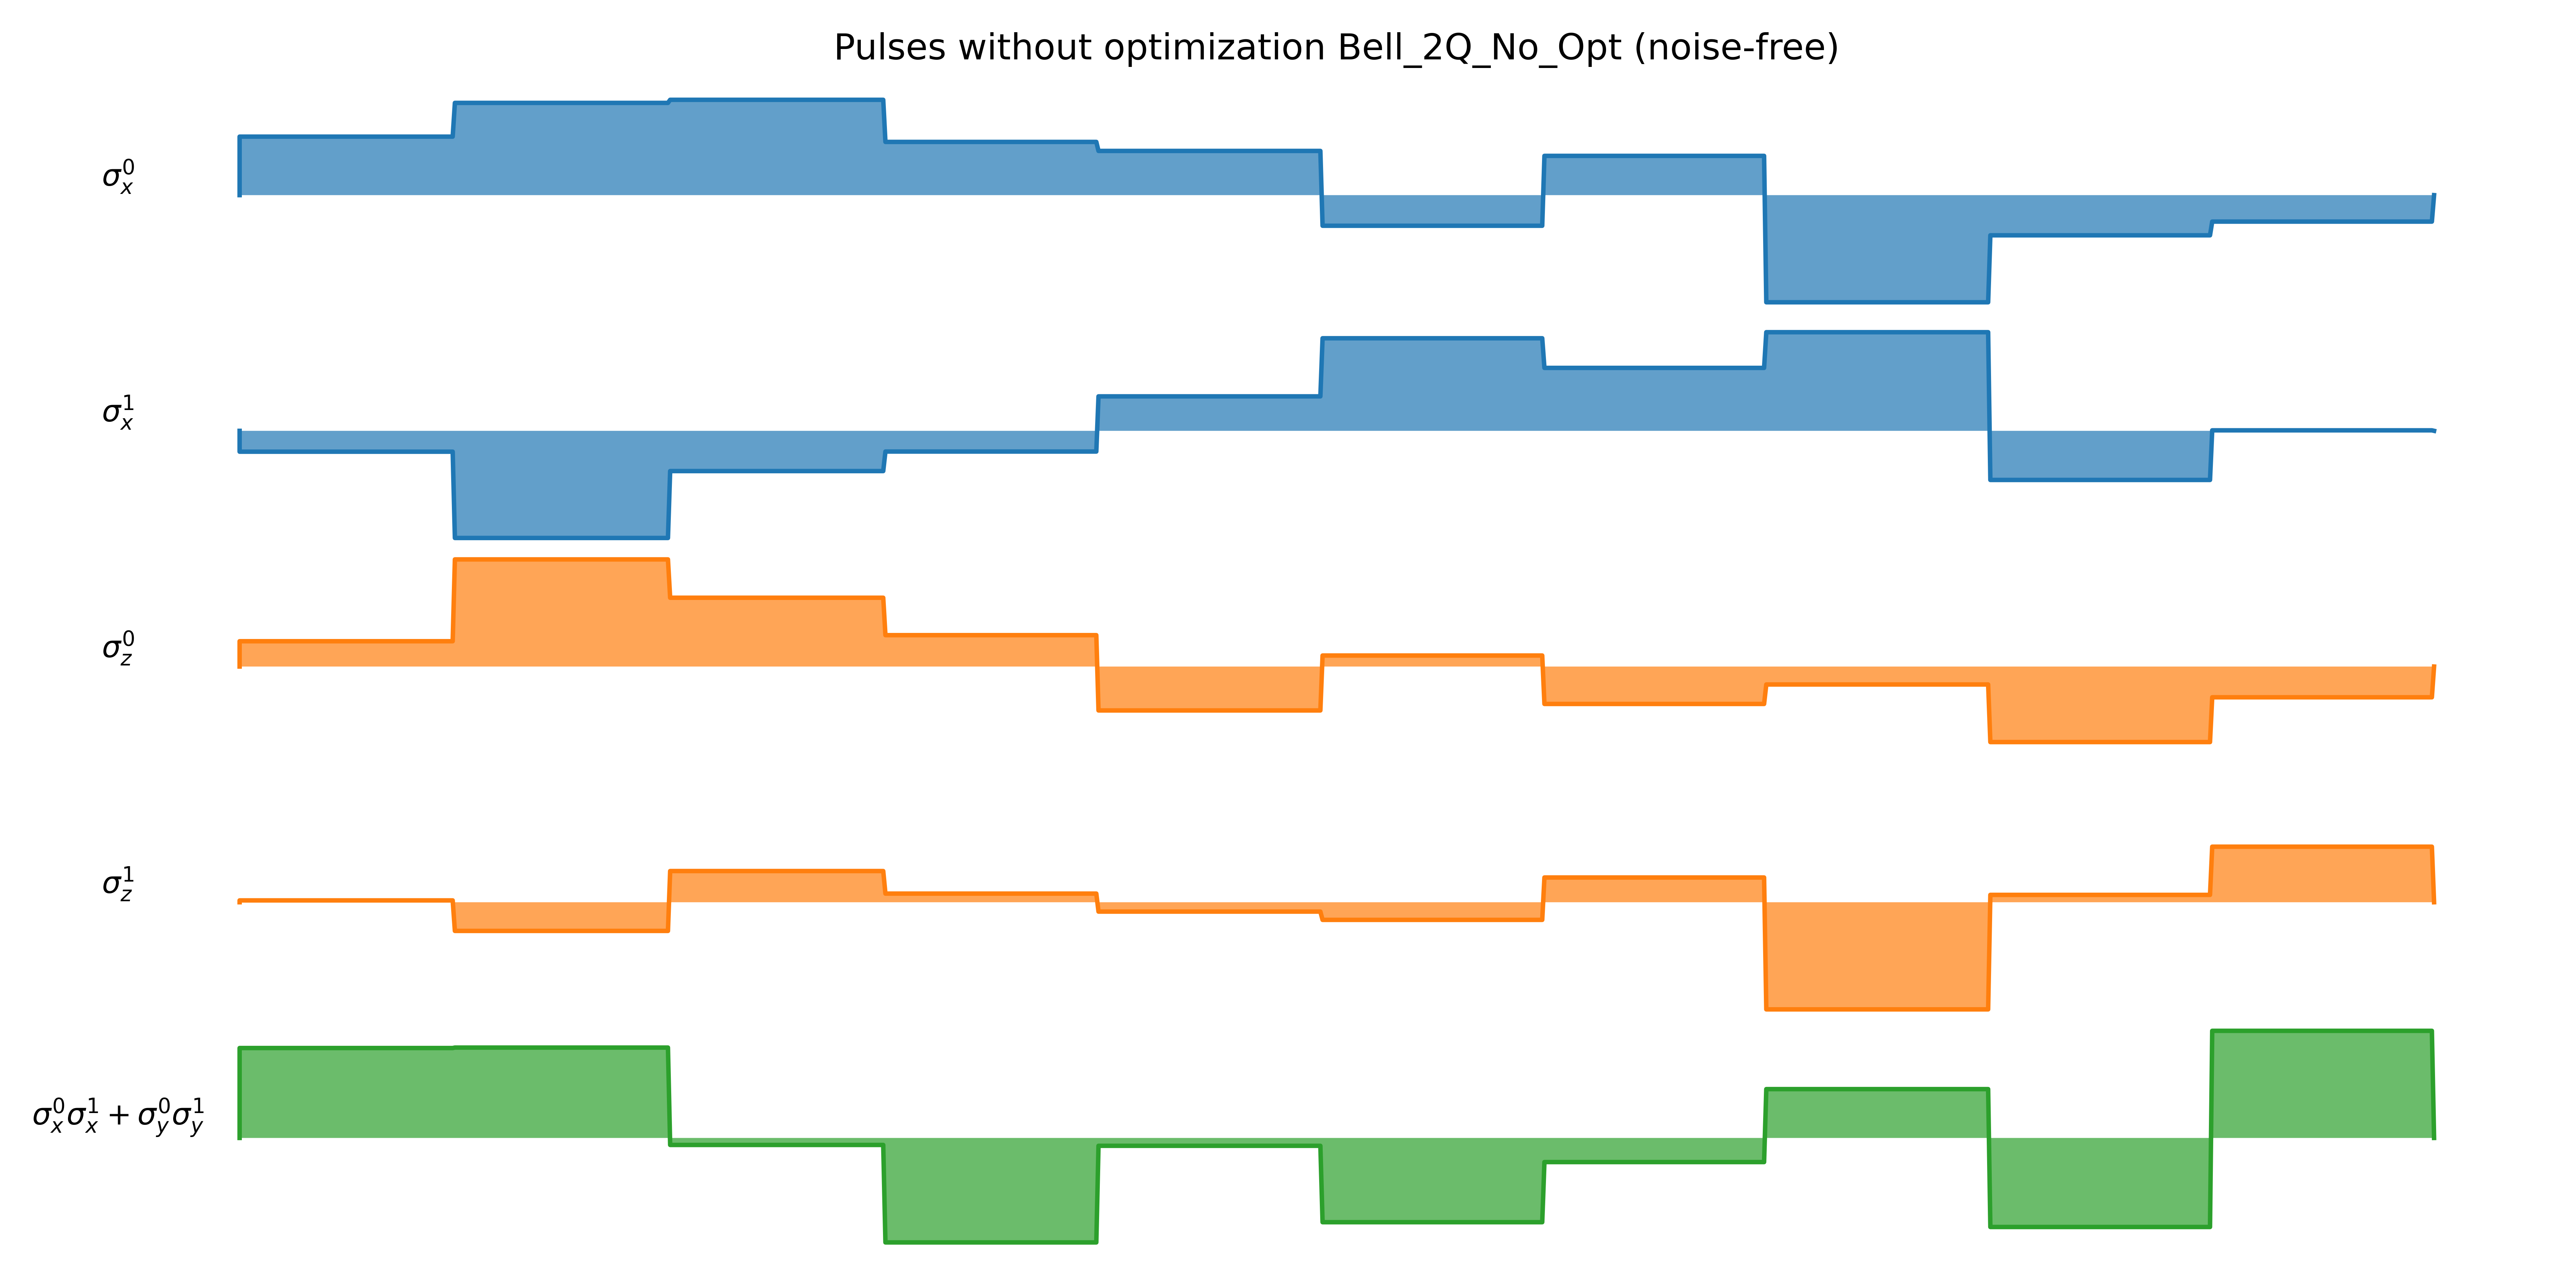 Pulses without optimization Bell_2Q_No_Opt (noise-free)
σ_x^0
σ_x^1
σ_z^0
σ_z^1
σ_x^0σ_x^1 + σ_y^0σ_y^1